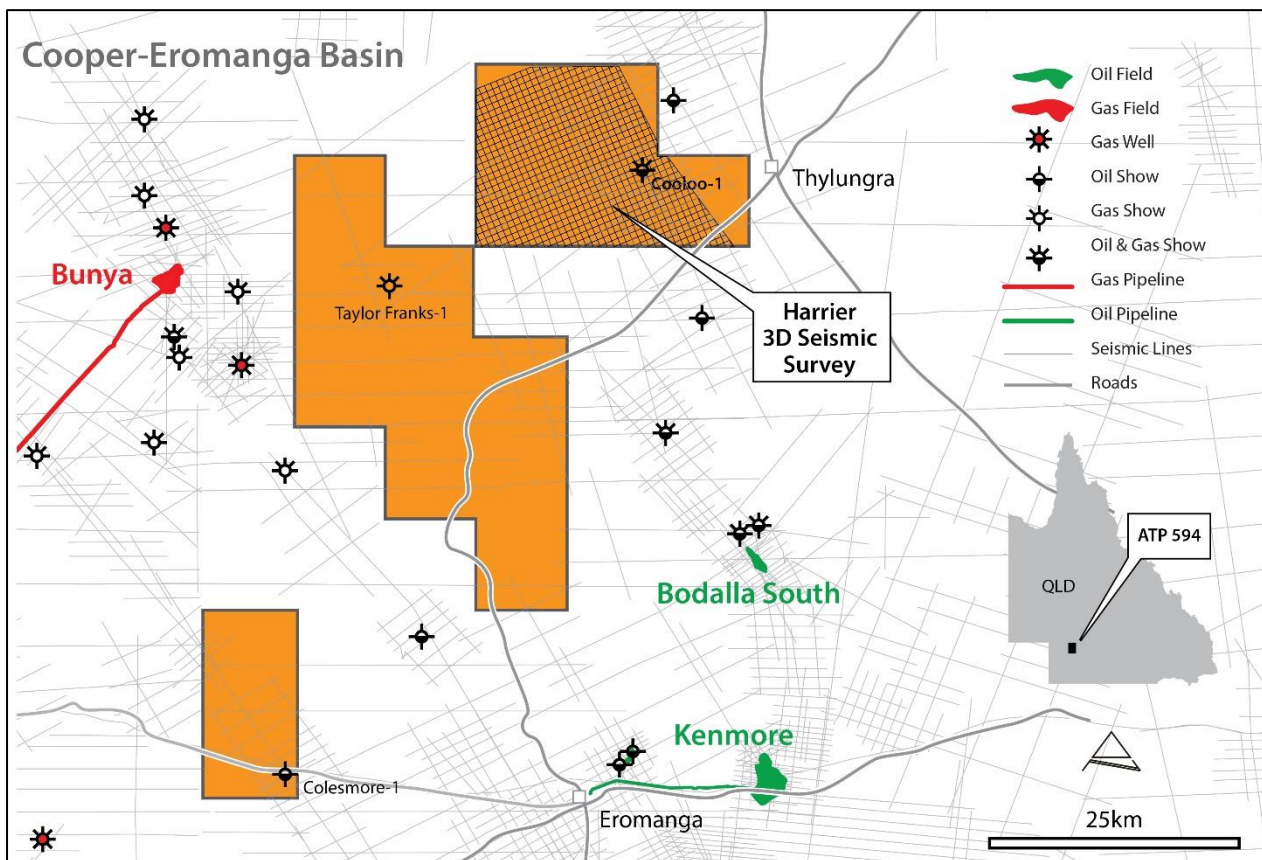 Cooper-Eromanga Basin
Oil Field
Gas Field
Gas Well
Oil Show
Gas Show
Oil & Gas Show
Gas Pipeline
Oil Pipeline
Seismic Lines
Roads
Thylungra
Cooloo-1
Bunya
Taylor Franks-1
Harrier
3D Seismic
Survey
ATP 594
QLD
Bodalla South
Kenmore
Colesmore-1
Eromanga
25km